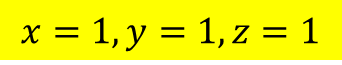 x = 1, y = 1, z = 1